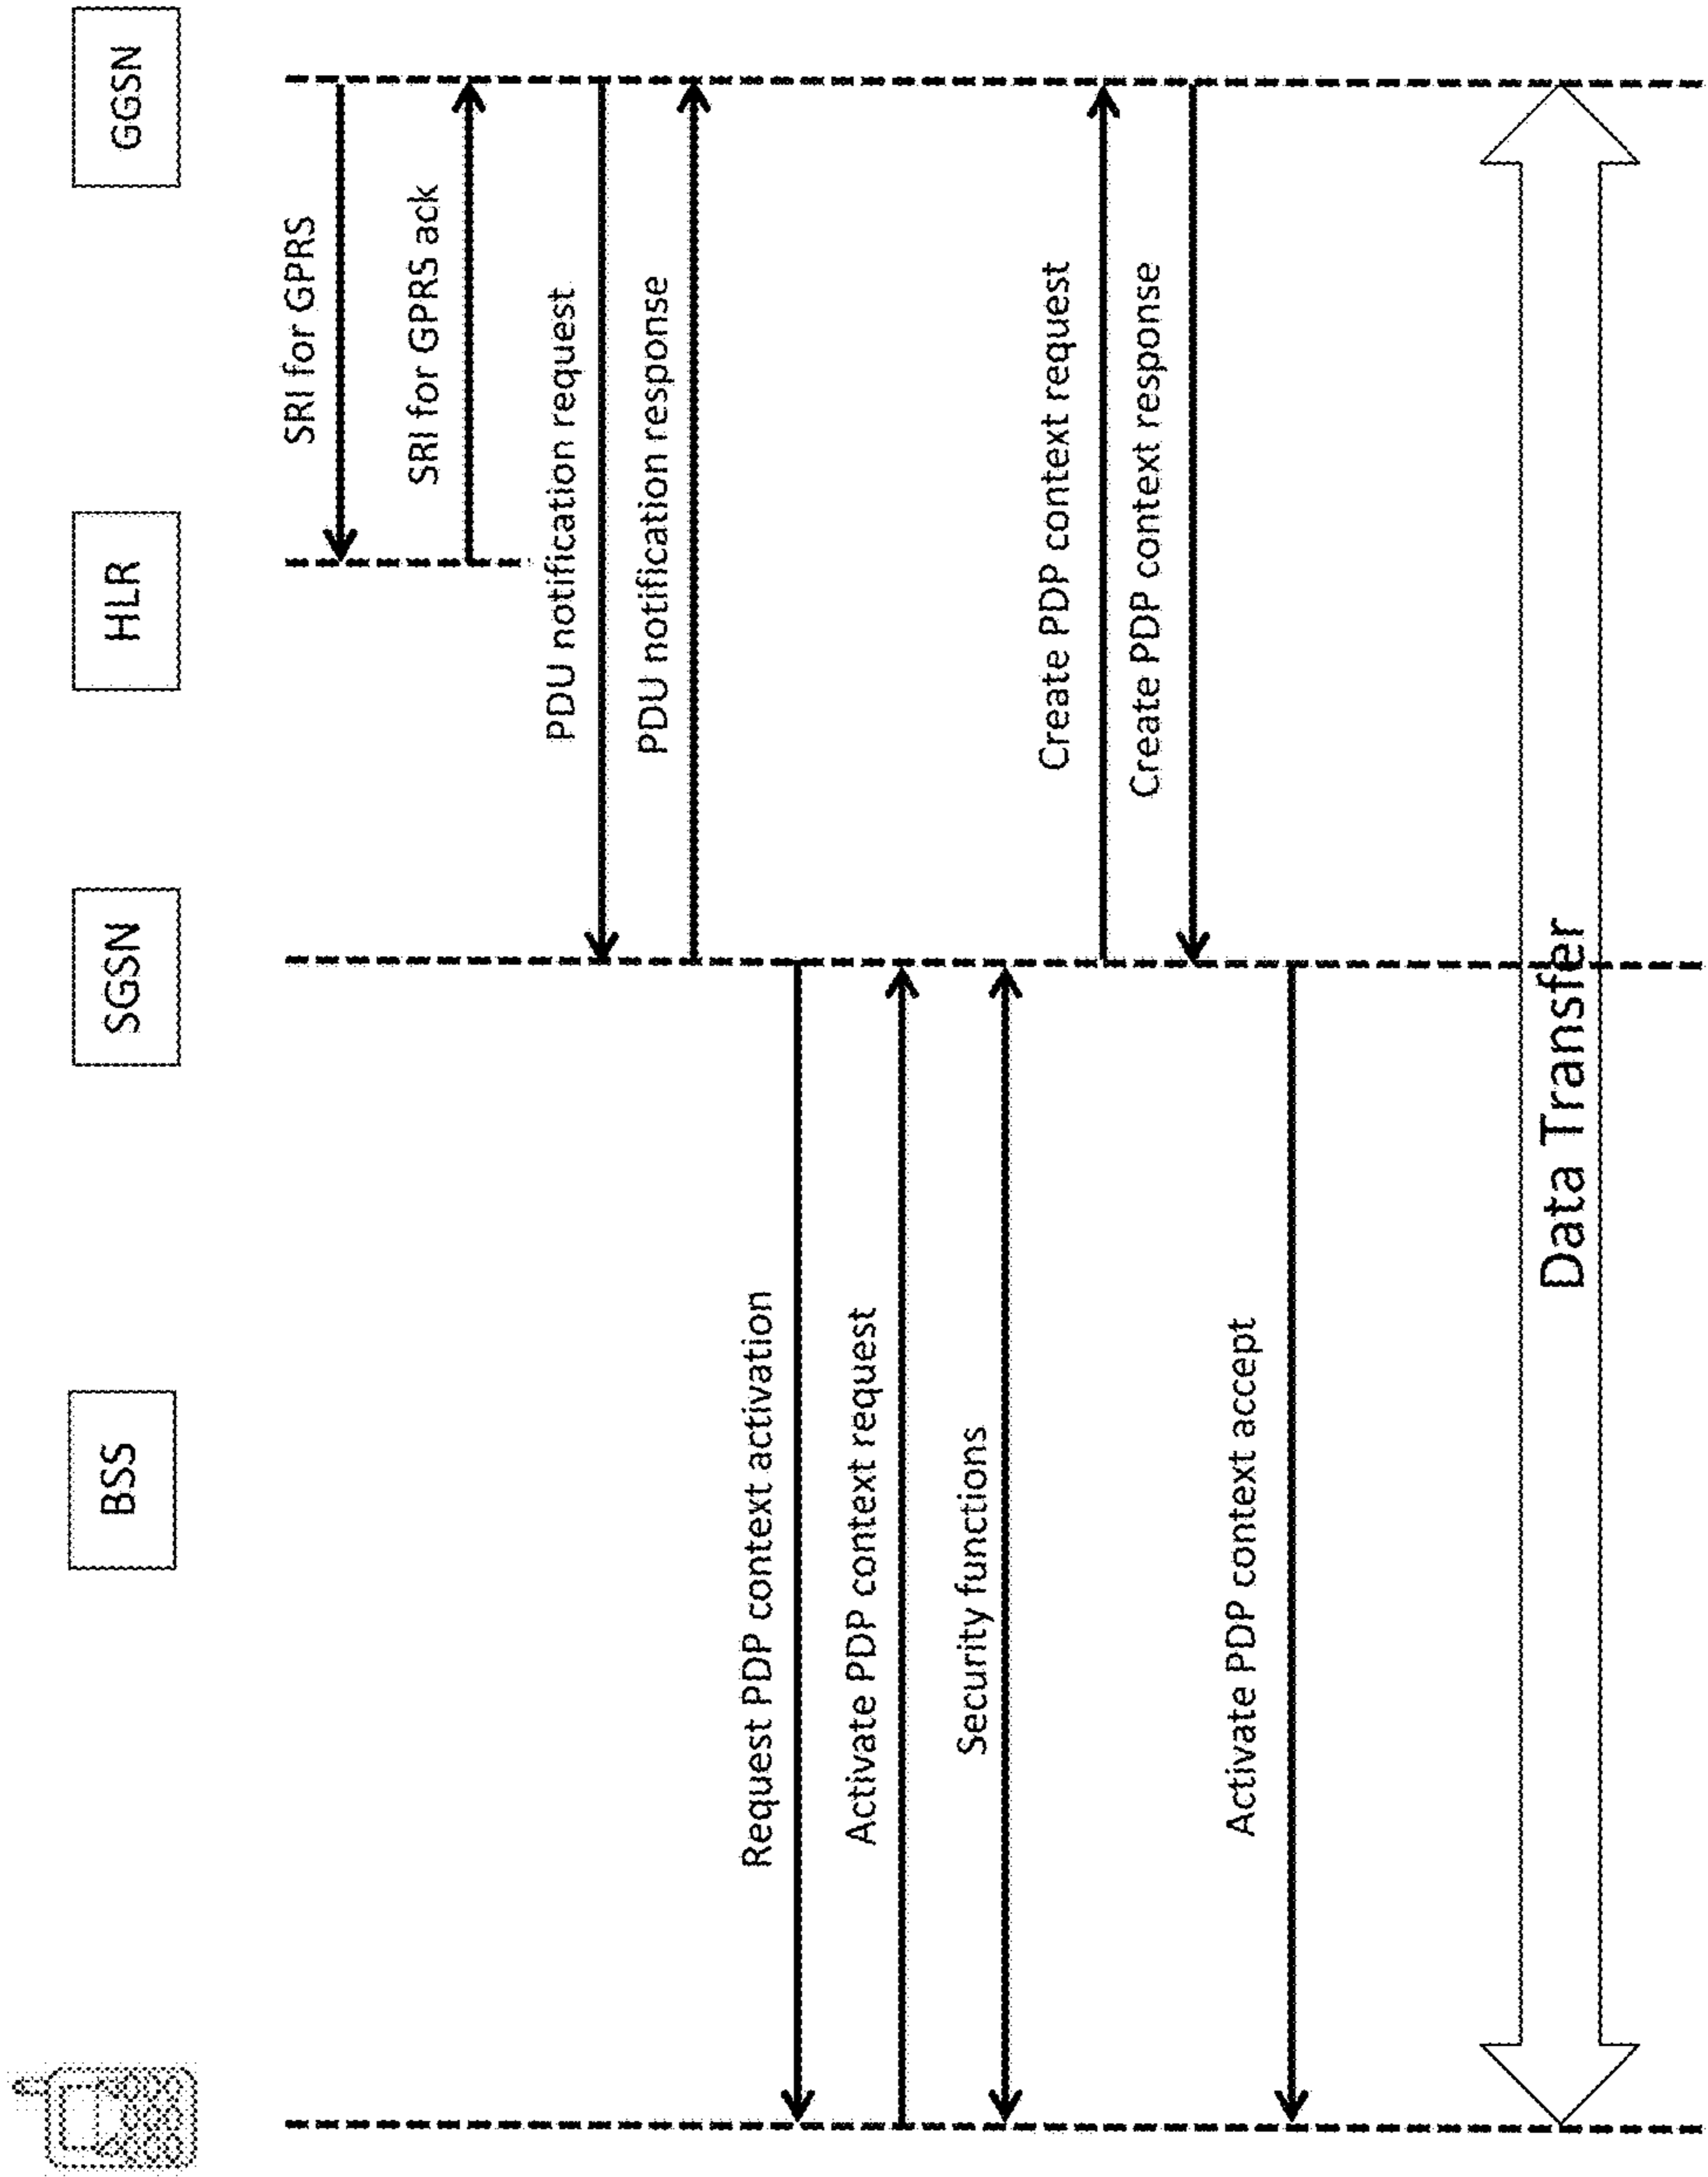 BSS
SGSN
HLR
GGSN
SRI for GPRS
SRI for GPRS ack
PDU notification request
PDU notification response
Request PDP context activation
Activate PDP context request
Security functions
Create PDP context request
Create PDP context response
Activate PDP context accept
Data Transfer